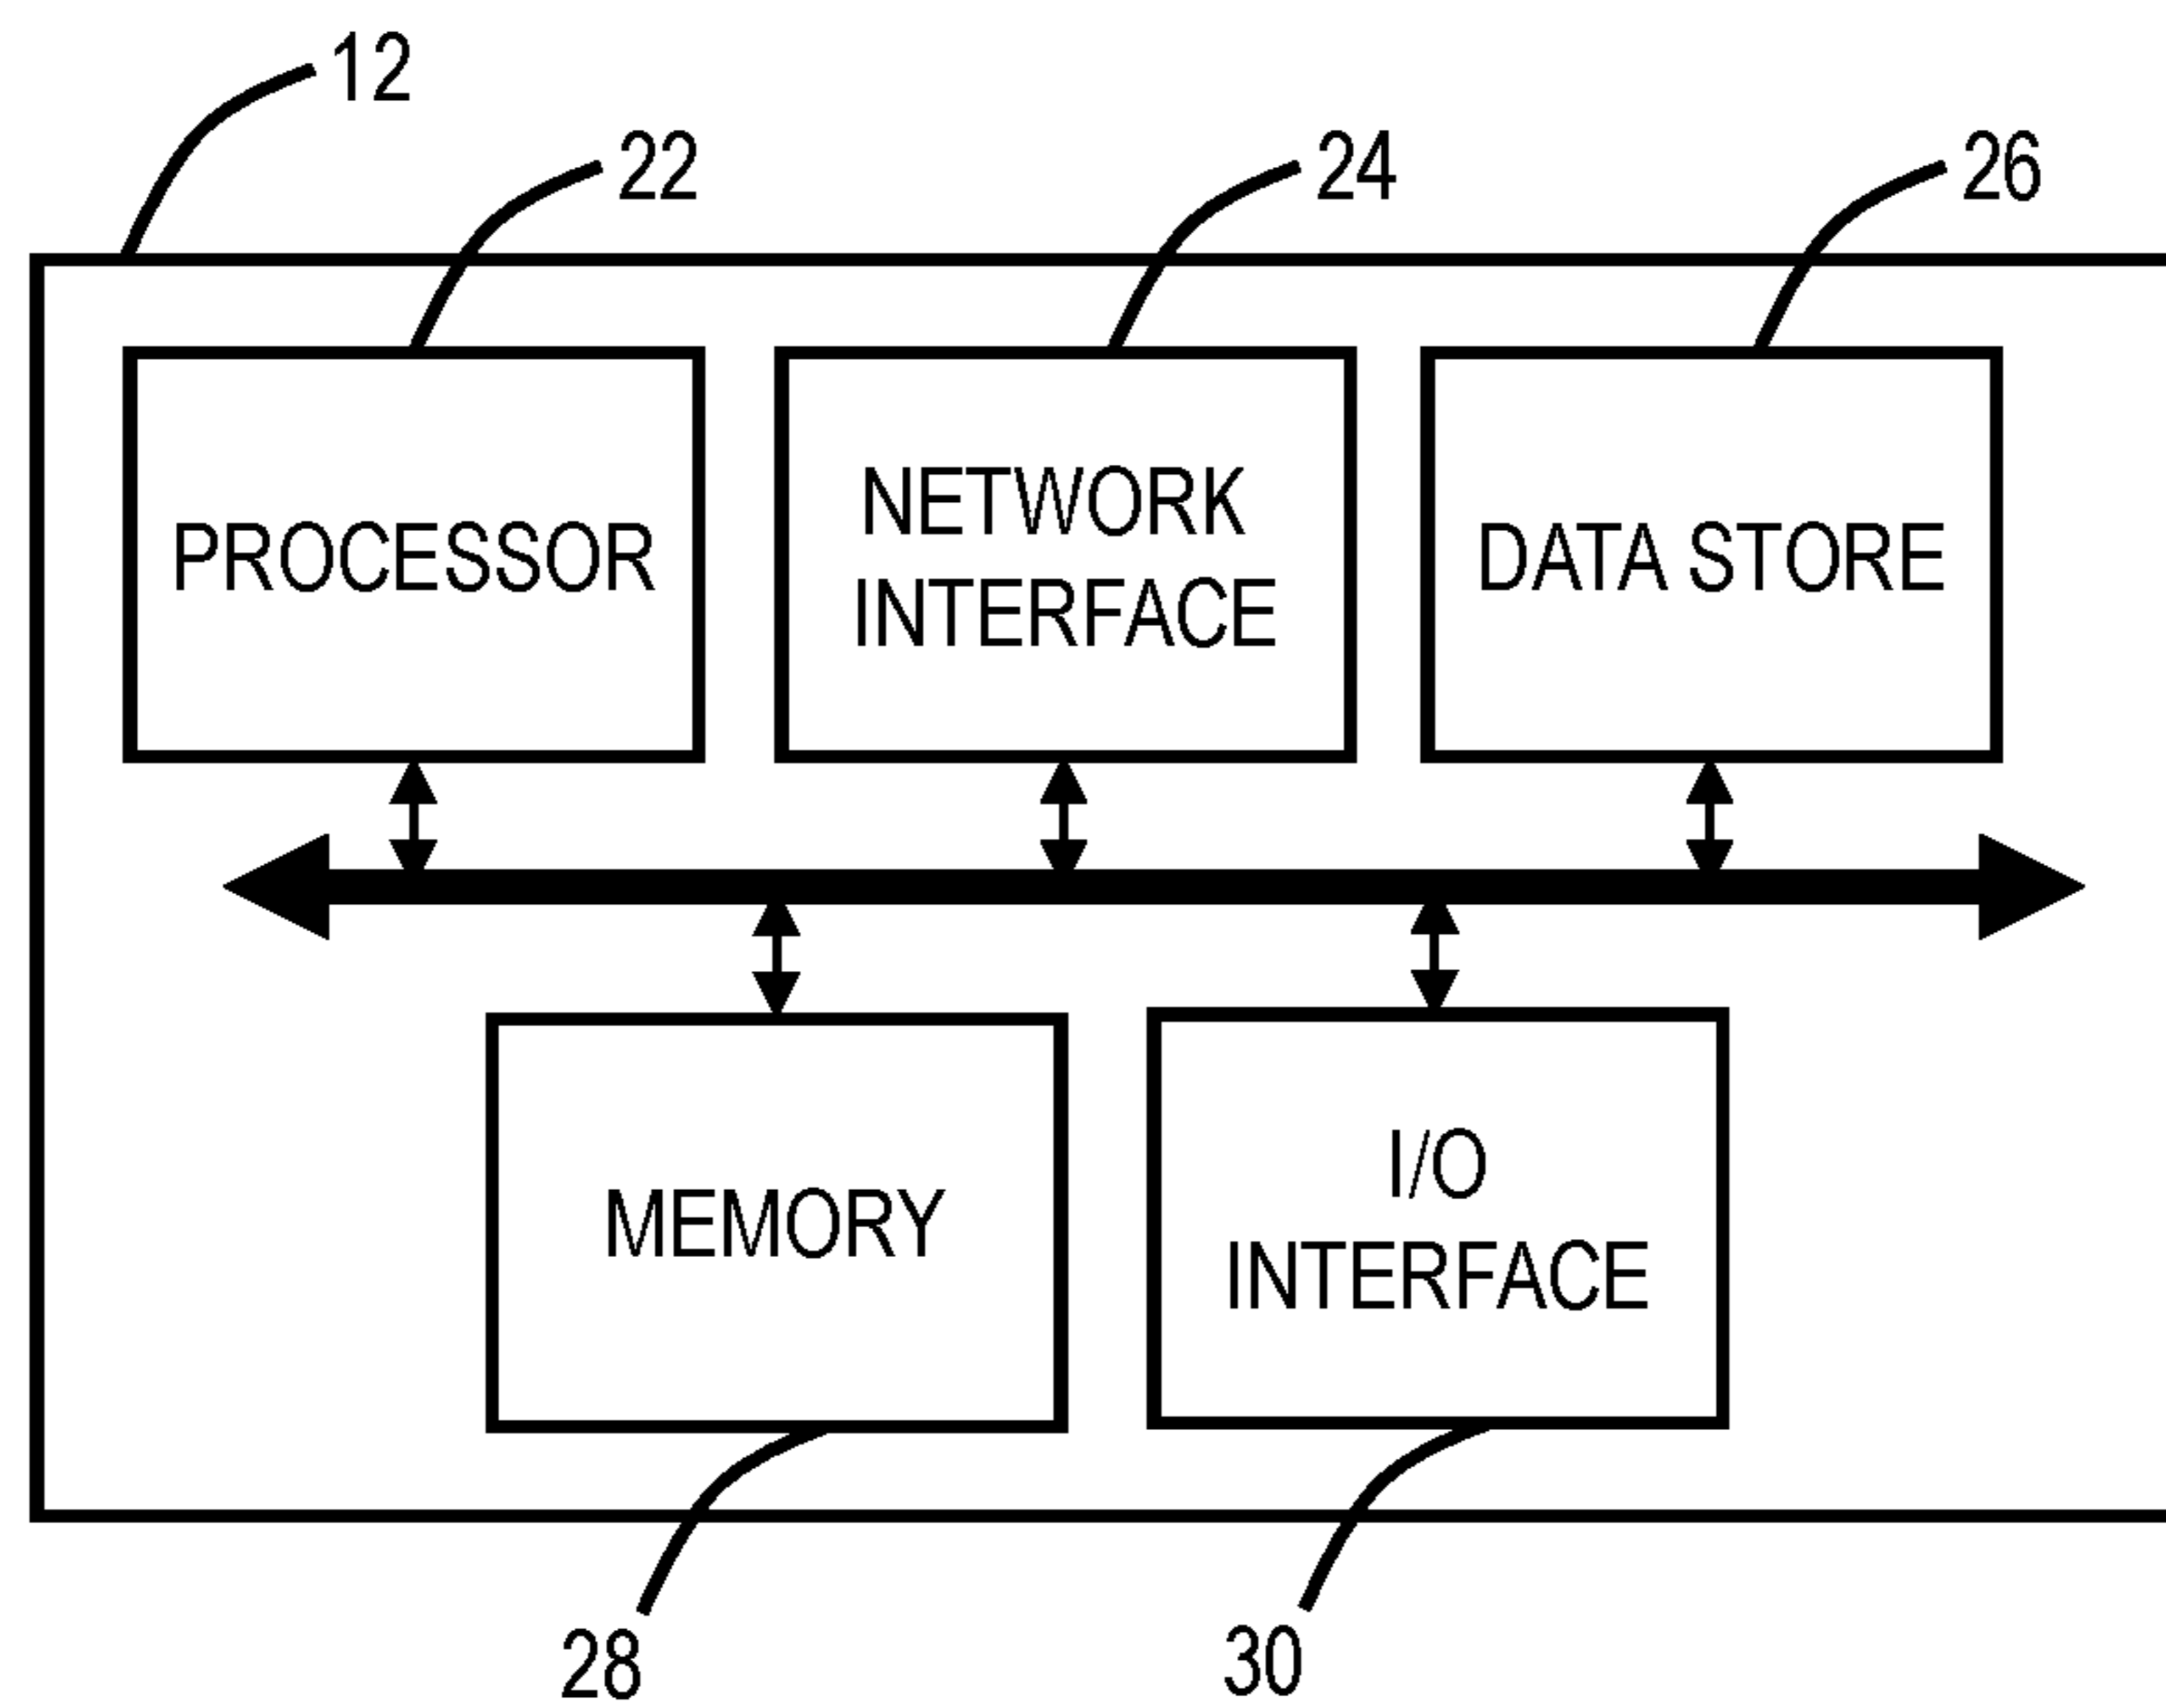 12
22
24
26
PROCESSOR
NETWORK
INTERFACE
DATA STORE
MEMORY
I/O
INTERFACE
28
30